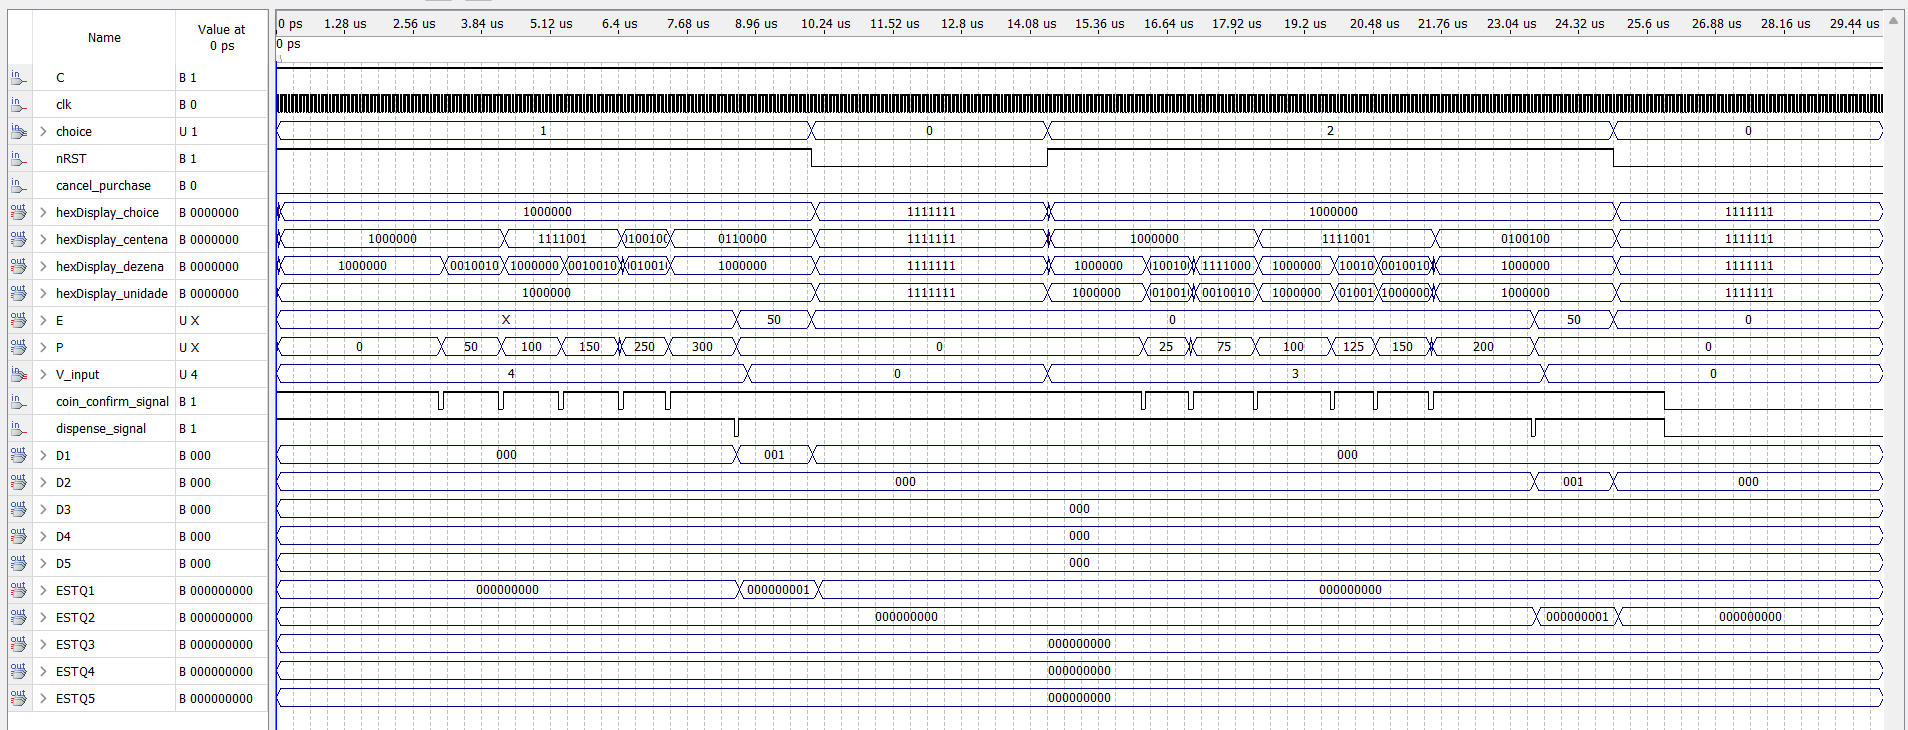 Name Value at 0 ps 0 ps 1.28 us 2.56 us 3.84 us 5.12 us 6.4 us 7.68 us 8.96 us 10.24 us 11.52 us 12.8 us 14.08 us 15.36 us 16.64 us 17.92 us 19.2 us 20.48 us 21.76 us 23.04 us 24.32 us 25.6 us 26.88 us 28.16 us 29.44 us
0 ps
in C B 1
in clk B 0
in choice U 1 1 0 2 0
in nRST B 1
in cancel_purchase B 0
out hexDisplay_choice B 0000000 1000000 1111111 1000000 1111111
out hexDisplay_centena B 0000000 1000000 1111001 0110000 1111111 1000000 1111001 0100100 1111111
out hexDisplay_dezena B 0000000 1000000 0010010 1000000 0010010 1000000 1111111 1000000 1111000 1000000 0010010 1000000 1111111
out hexDisplay_unidade B 0000000 1000000 1111111 1000000 0010010 1000000 1000000 1000000 1111111
out E U X X 50 0 50 0
out P U X 0 50 100 150 250 300 0 25 75 100 125 150 200 0
in V_input U 4 4 0 3 0
in coin_confirm_signal B 1
in dispense_signal B 1
out D1 B 000 000 001 000
out D2 B 000 000 001 000
out D3 B 000 000
out D4 B 000 000
out D5 B 000 000
out ESTQ1 B 000000000 000000000 000000001 000000000
out ESTQ2 B 000000000 000000000 000000001 000000000
out ESTQ3 B 000000000 000000000
out ESTQ4 B 000000000 000000000
out ESTQ5 B 000000000 000000000